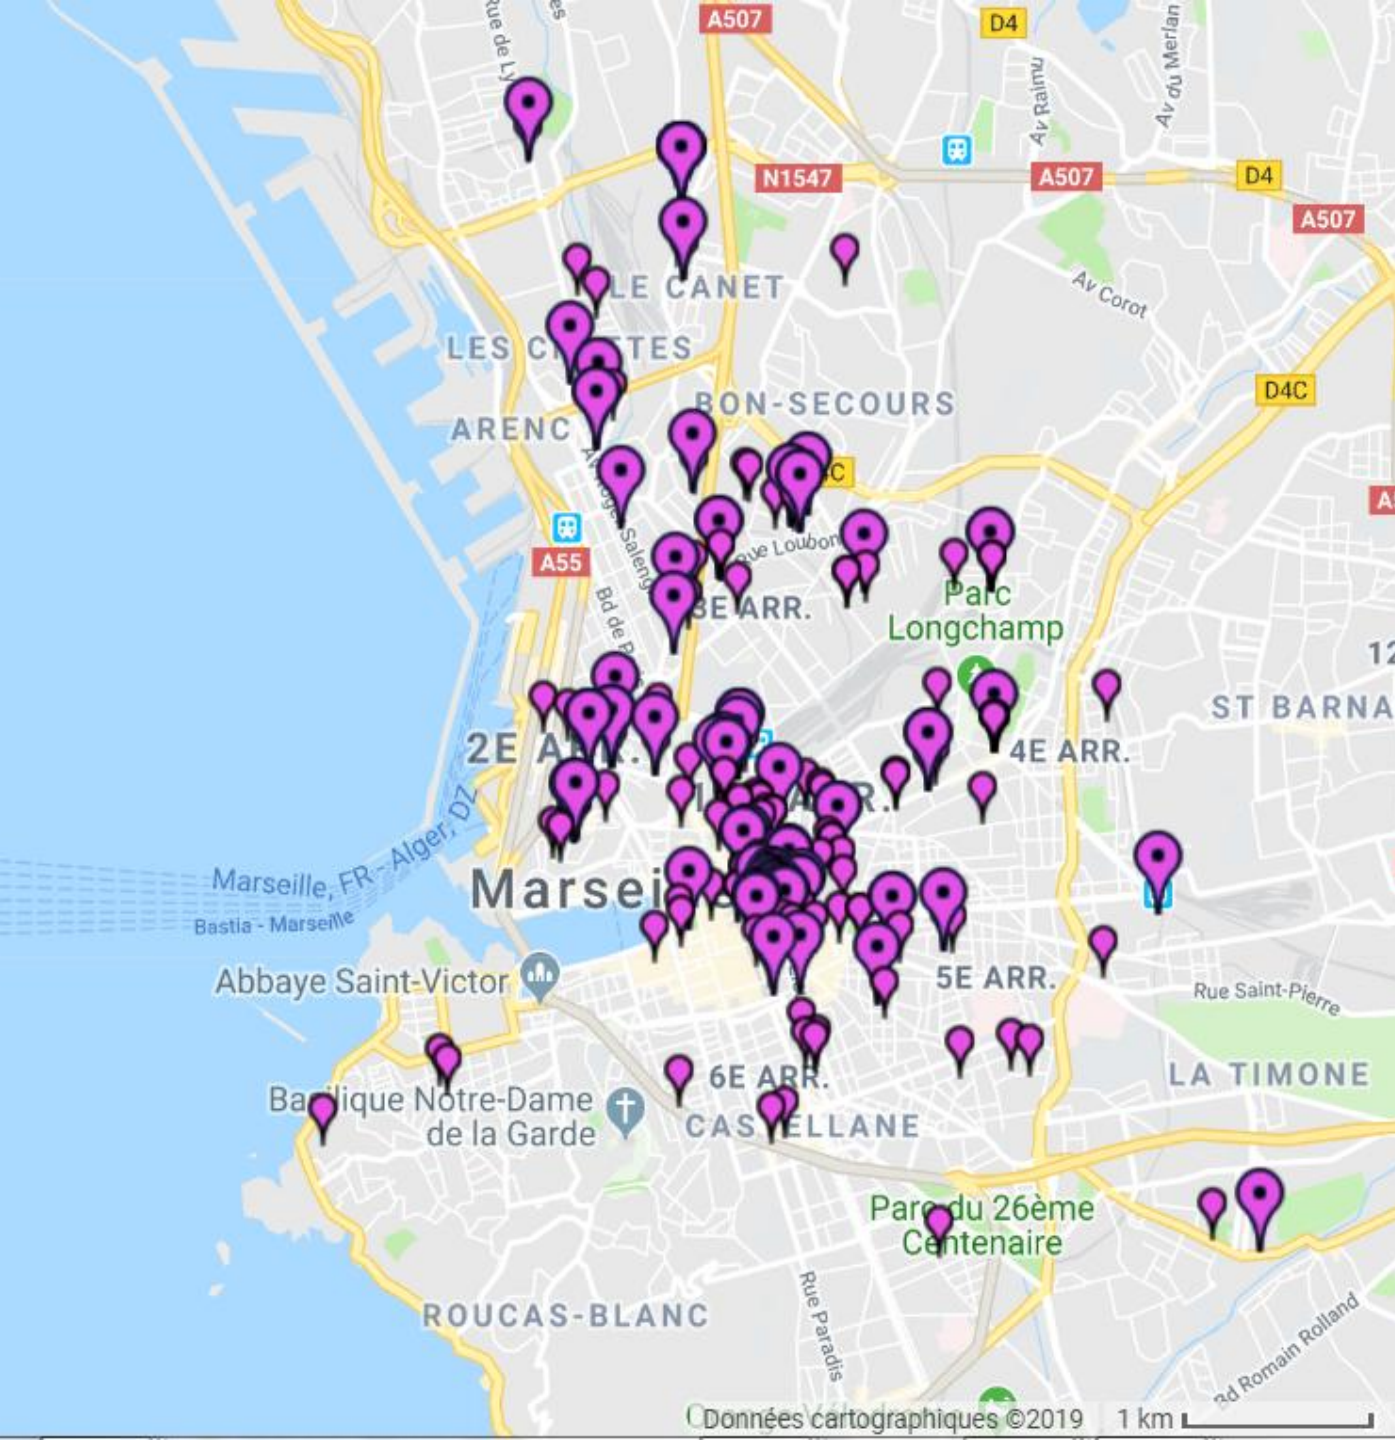 A507
D4
Rue de Ly
Av Raimu
Av du Merlan
N1547
A507
D4
A507
LE CANET
Av Corot
LES C TTES
D4C
BON-SECOURS
ARENC
A55
Rue Loubon
3E ARR.
Parc
Longchamp
ST BARNA
2E A
4E ARR.
Marseille, FR - Alger, DZ
Bastia - Marseille
Marsei
Abbaye Saint-Victor
5E ARR.
Rue Saint-Pierre
6E ARR.
LA TIMONE
Ba ilique Notre-Dame
de la Garde
CAS ELLANE
Parc du 26ème
Centenaire
ROUCAS-BLANC
Rue Paradis
Bd Romain Rolland
Données cartographiques ©2019 1 km